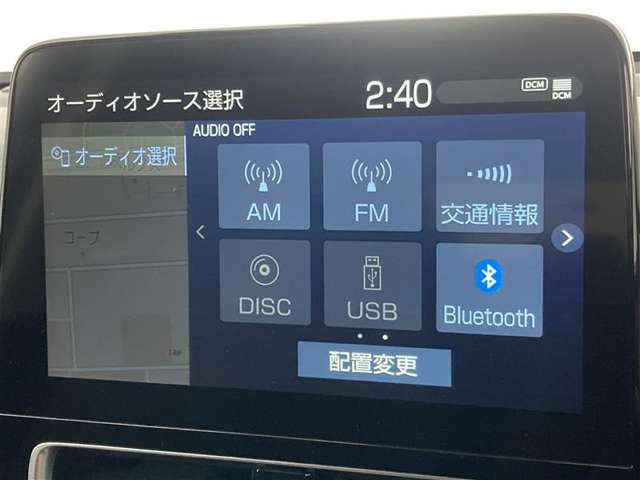 オーディオソース選択
2:40
DCM
DCM
オーディオ選択
AUDIO OFF
AM
FM
交通情報
コープ
DISC
USB
Bluetooth
配置変更